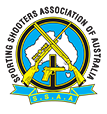 SPORTING SHOOTERS ASSOCIATION OF AUSTRALIA
S.S.A.A.